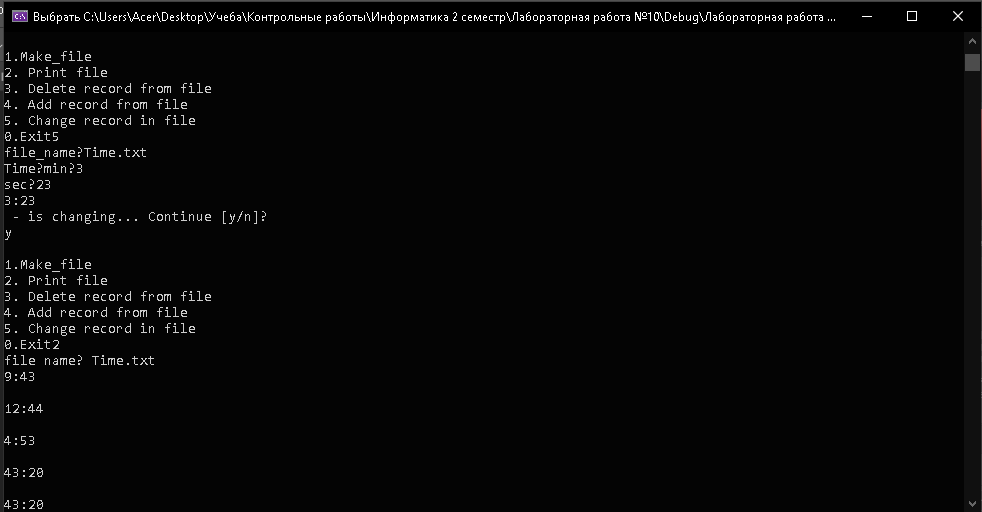 Выбрать C:\Users\Acer\Desktop\Учеба\Контрольные работы\Информатика 2 семестр\Лабораторная работа №10\Debug\Лабораторная работа ...
1.Make_file
2. Print file
3. Delete record from file
4. Add record from file
5. Change record in file
0.Exit5
file_name?Time.txt
Time?min?3
sec?23
3:23
 - is changing... Continue [y/n]?
y
1.Make_file
2. Print file
3. Delete record from file
4. Add record from file
5. Change record in file
0.Exit2
file name? Time.txt
9:43
12:44
4:53
43:20
43:20